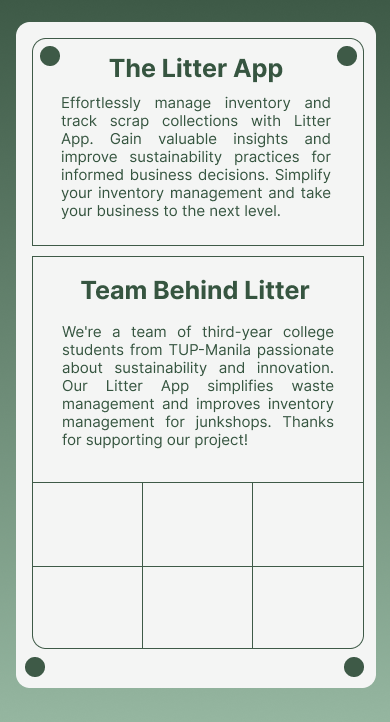 The Litter App
Effortlessly manage inventory and
track scrap collections with Litter
App. Gain valuable insights and
improve sustainability practices for
informed business decisions. Simplify
your inventory management and take
your business to the next level.
Team Behind Litter
We're a team of third-year college
students from TUP-Manila passionate
about sustainability and innovation.
Our Litter App simplifies waste
management and improves inventory
management for junkshops. Thanks
for supporting our project!